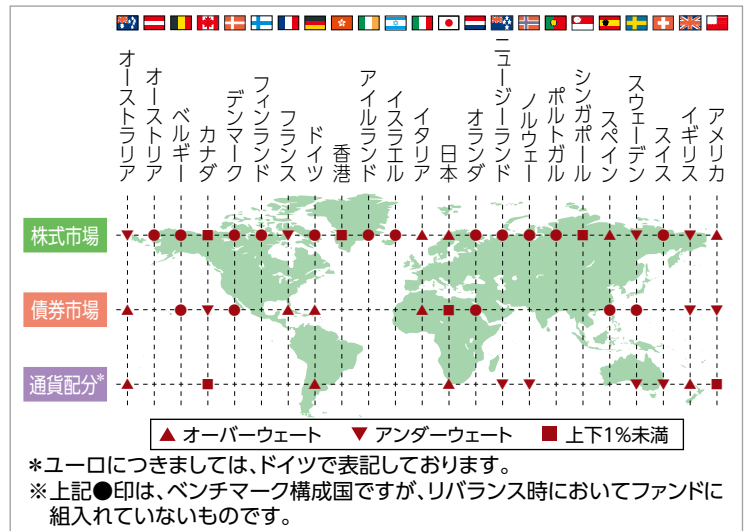 オーストラリア
オーストリア
ベルギー
カナダ
デンマーク
フィンランド
フランス
ドイツ
香港
アイルランド
イスラエル
イタリア
日本
オランダ
ニュージーランド
ノルウェー
ポルトガル
シンガポール
スペイン
スウェーデン
スイス
イギリス
アメリカ
株式市場
債券市場
通貨配分*
▲ オーバーウェート ▼ アンダーウェート ■ 上下1%未満
*ユーロにつきましては、ドイツで表記しております。
※上記●印は、ベンチマーク構成国ですが、リバランス時においてファンドに
組入れていないものです。